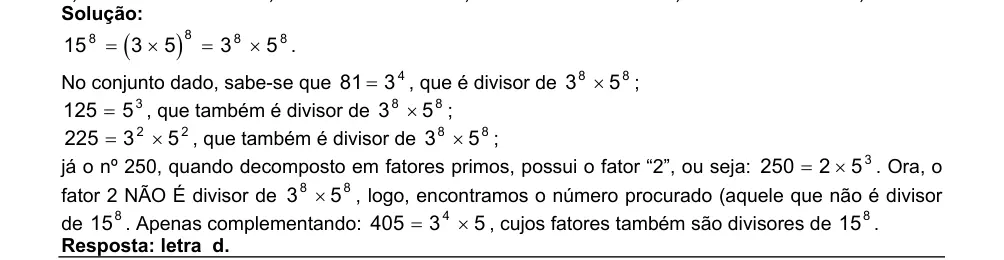 Solução:
15⁸ = (3 × 5)⁸ = 3⁸ × 5⁸.
No conjunto dado, sabe-se que 81 = 3⁴, que é divisor de 3⁸ × 5⁸;
125 = 5³, que também é divisor de 3⁸ × 5⁸;
225 = 3² × 5², que também é divisor de 3⁸ × 5⁸;
já o nº 250, quando decomposto em fatores primos, possui o fator “2”, ou seja: 250 = 2 × 5³. Ora, o
fator 2 NÃO É divisor de 3⁸ × 5⁸, logo, encontramos o número procurado (aquele que não é divisor
de 15⁸. Apenas complementando: 405 = 3⁴ × 5, cujos fatores também são divisores de 15⁸.
Resposta: letra d.